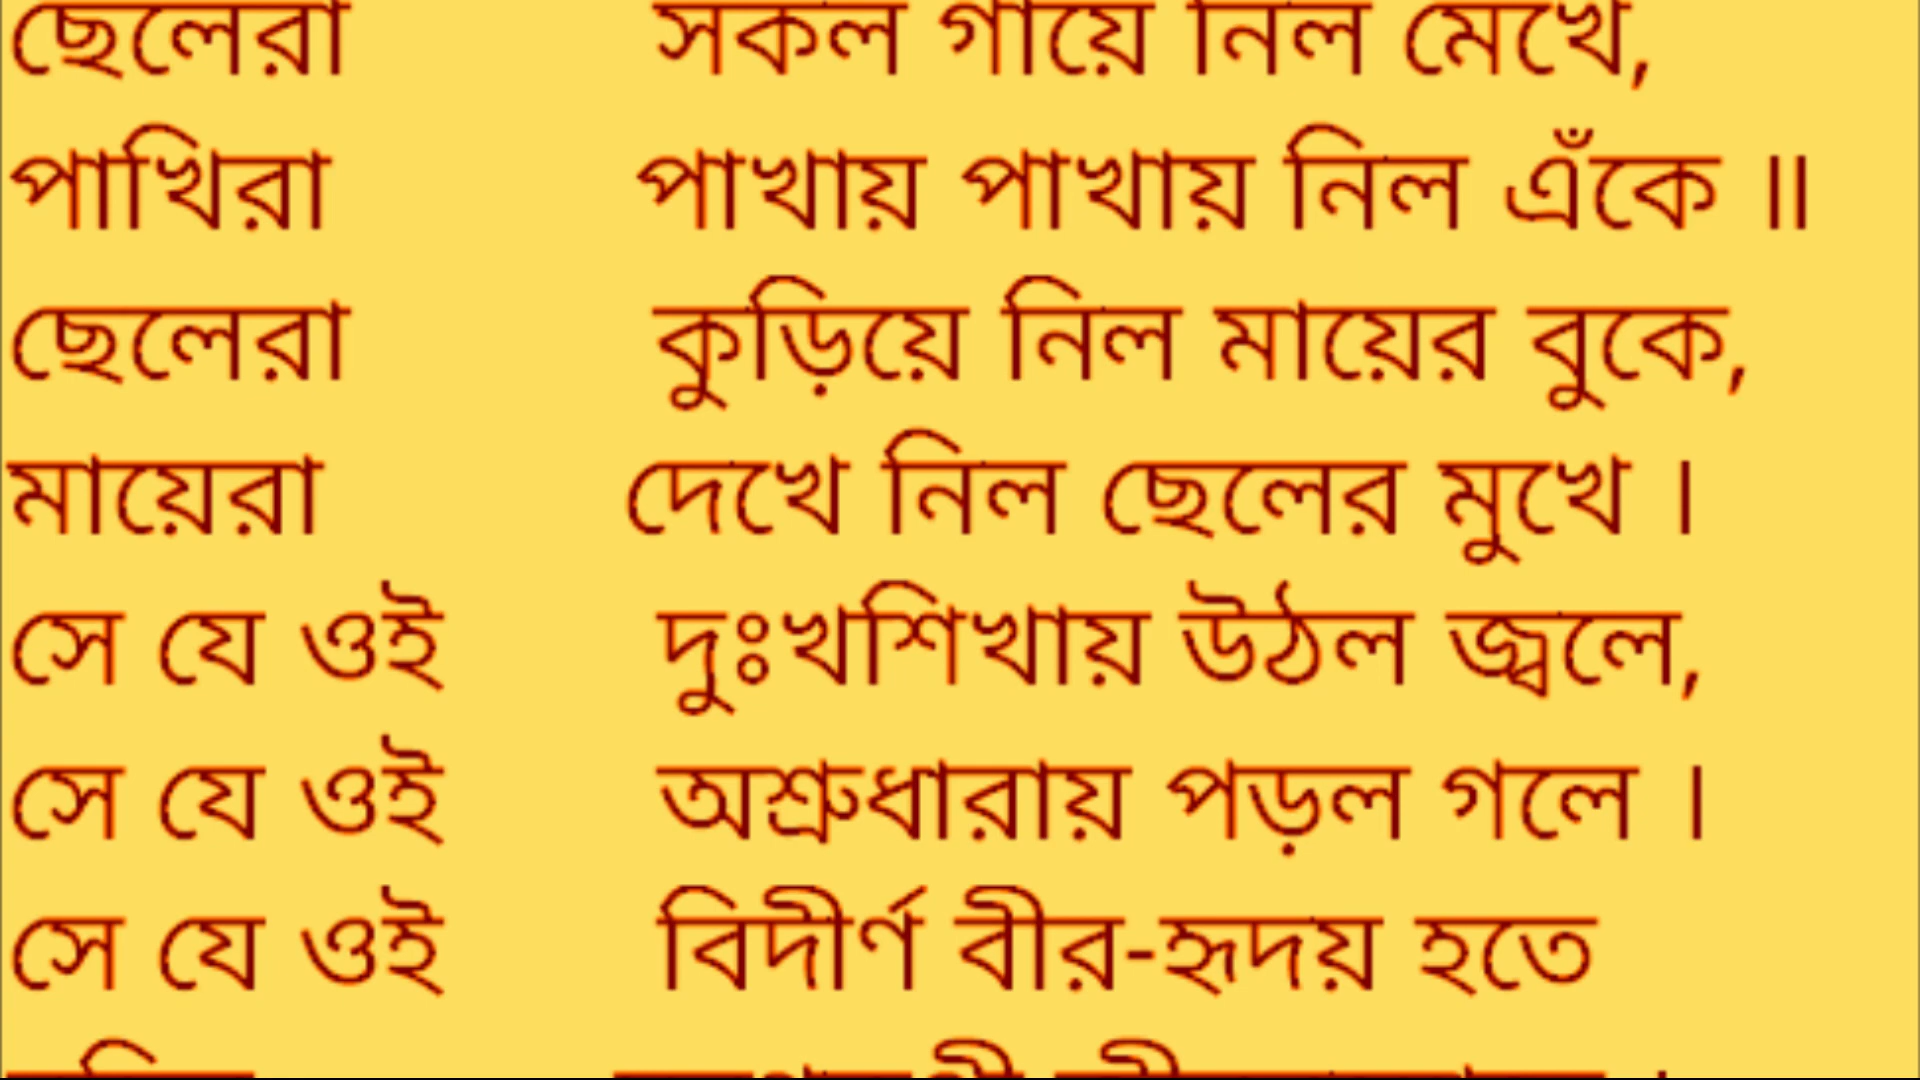 ছেলেরা সকল গায়ে নিল মেখে,
পাখিরা পাখায় পাখায় নিল এঁকে ॥
ছেলেরা কুড়িয়ে নিল মায়ের বুকে,
মায়েরা দেখে নিল ছেলের মুখে ।
সে যে ওই দুঃখশিখায় উঠল জ্বলে,
সে যে ওই অশ্রুধারায় পড়ল গলে ।
সে যে ওই বিদীর্ণ বীর-হৃদয় হতে